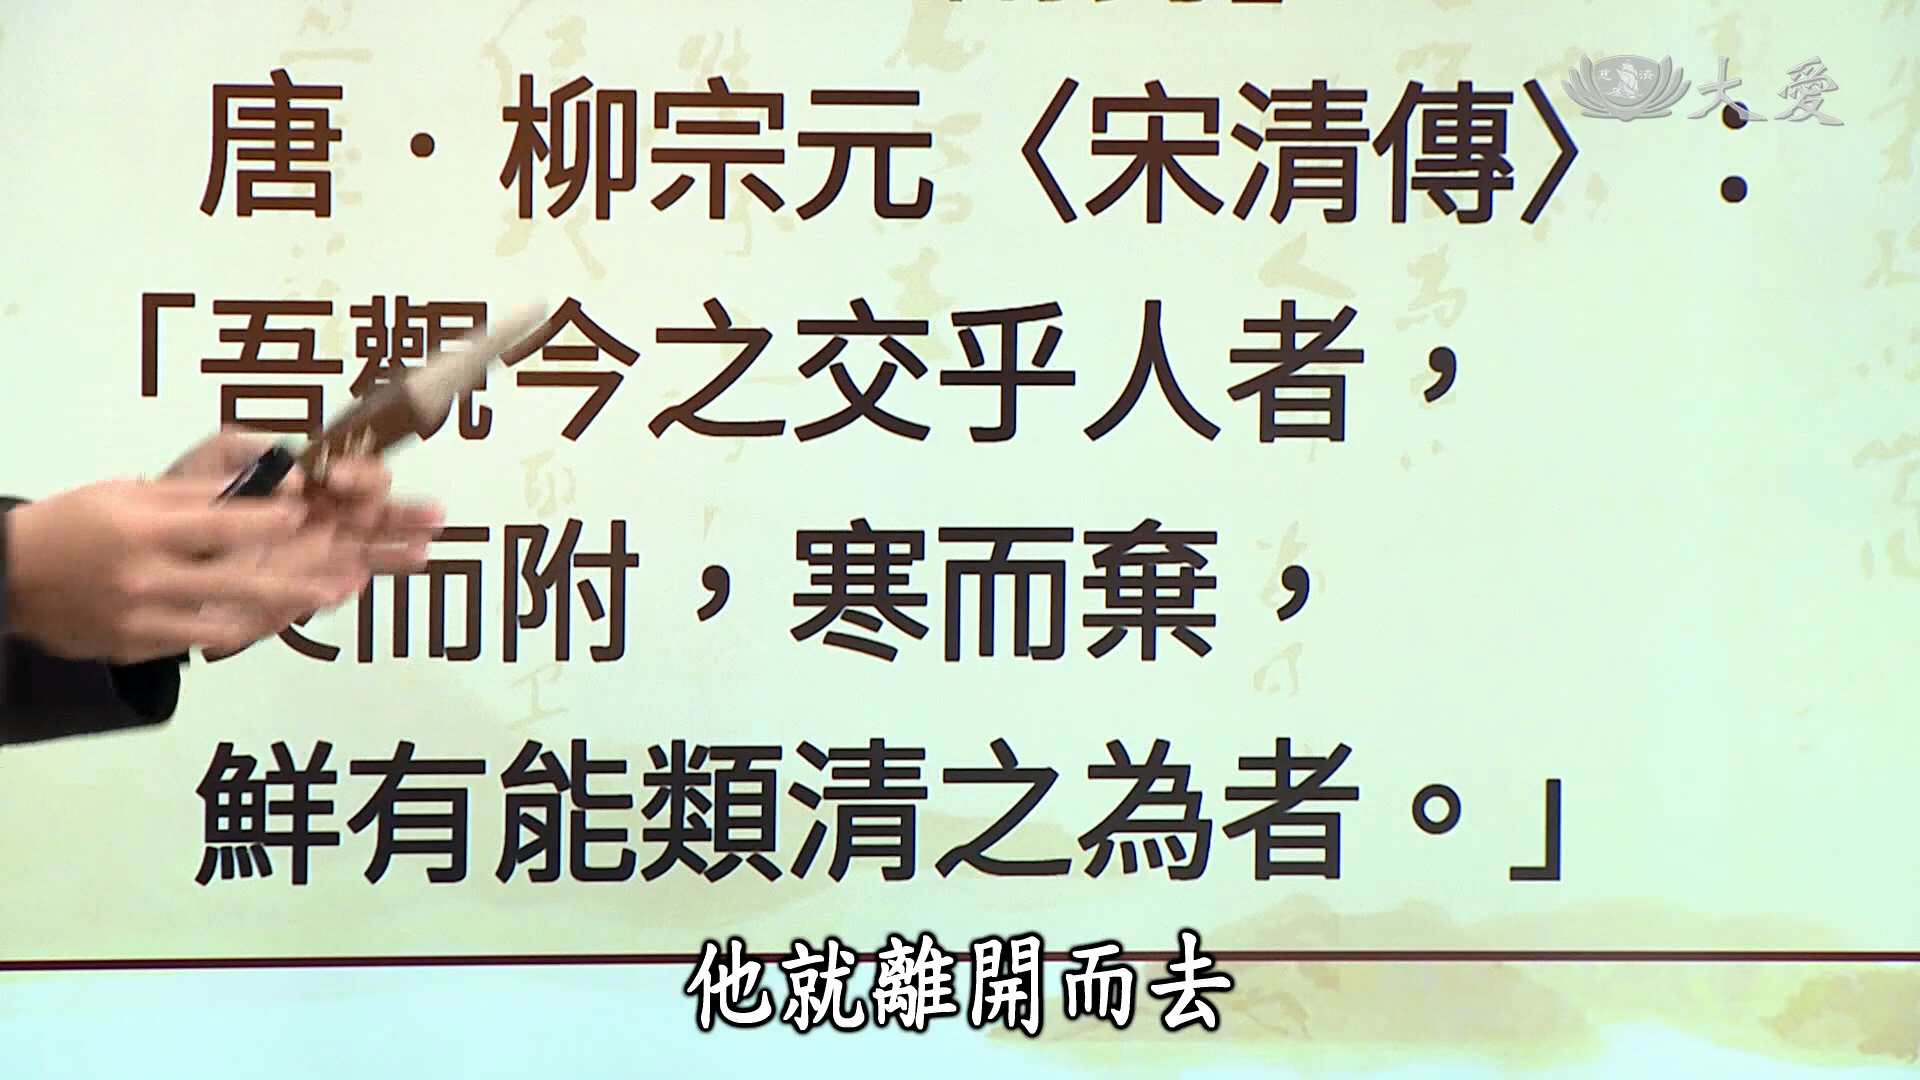 大愛
唐．柳宗元〈宋清傳〉：
「吾觀今之交乎人者，
而附，寒而棄，
鮮有能類清之為者。」
他就離開而去